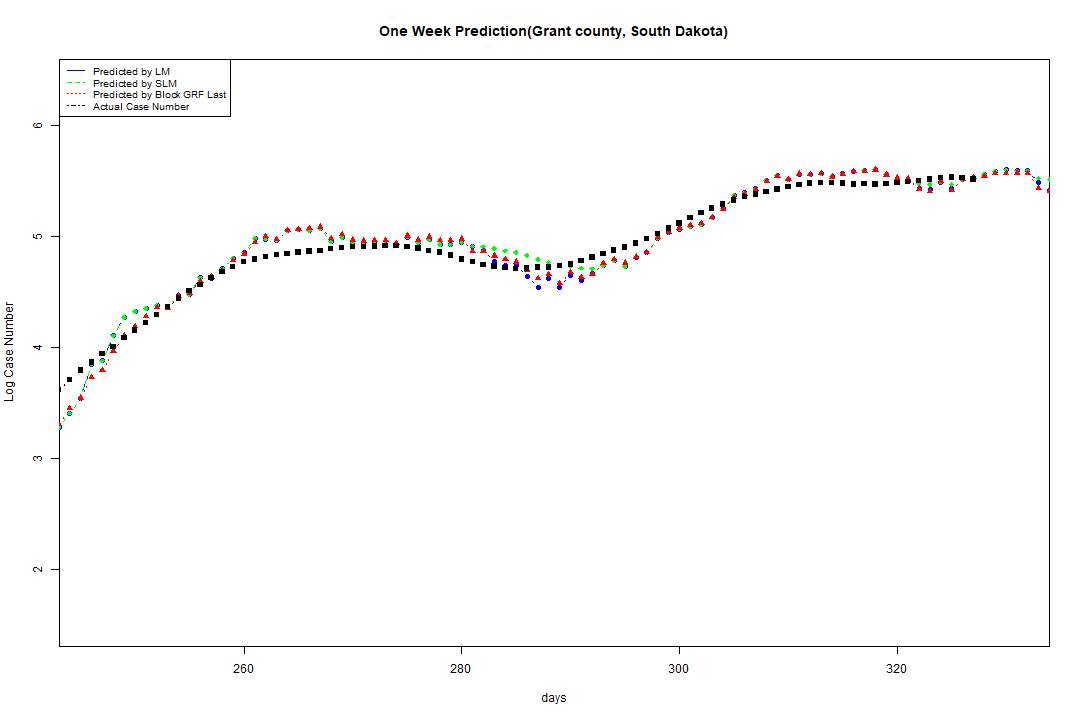 One Week Prediction(Grant county, South Dakota)
Predicted by LM
Predicted by SLM
Predicted by Block GRF Last
Actual Case Number
6
5
4
3
2
Log Case Number
260 280 300 320
days